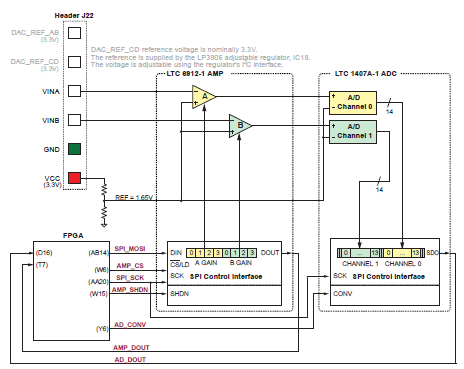 Header J22
DAC_REF_AB
(3.3V)
DAC_REF_CD
(3.3V)
DAC_REF_CD reference voltage is nominally 3.3V.
The reference is supplied by the LP3906 adjustable regulator, IC18.
The voltage is adjustable using the regulator's I²C interface.
LTC 6912-1 AMP
LTC 1407A-1 ADC
VINA
A
A/D
Channel 0
14
VINB
B
A/D
Channel 1
GND
14
VCC
(3.3V)
REF = 1.65V
FPGA
(D16)
(T7)
(AB14)
SPI_MOSI
DIN
0 1 2 3 0 1 2 3
DOUT
0 ... 13 0 ... 13
SDO
(W6)
AMP_CS
CS/LD
A GAIN
B GAIN
CHANNEL 1
CHANNEL 0
(AA20)
SPI_SCK
SCK
SPI Control Interface
SCK
SPI Control Interface
(W15)
AMP_SHDN
SHDN
CONV
(Y6)
AD_CONV
AMP_DOUT
AD_DOUT